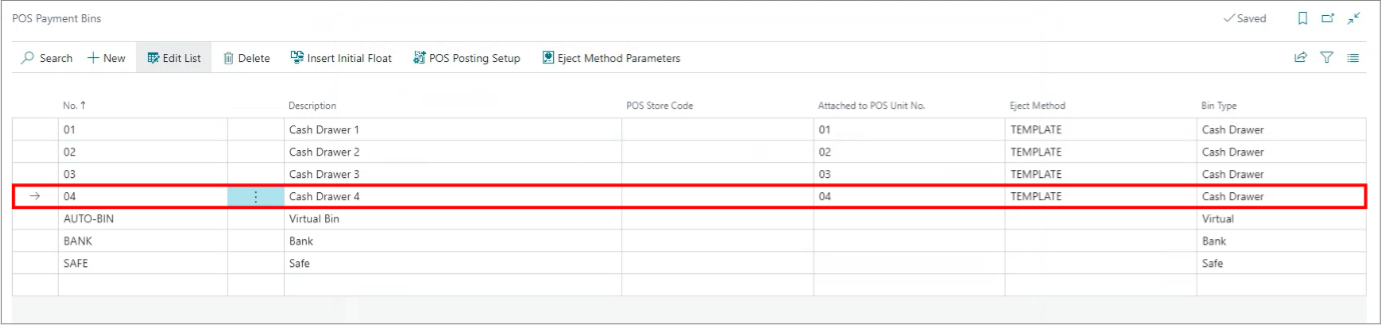 POS Payment Bins Saved
Search New Edit List Delete Insert Initial Float POS Posting Setup Eject Method Parameters
No. ↑ Description POS Store Code Attached to POS Unit No. Eject Method Bin Type
01 Cash Drawer 1 01 TEMPLATE Cash Drawer
02 Cash Drawer 2 02 TEMPLATE Cash Drawer
03 Cash Drawer 3 03 TEMPLATE Cash Drawer
04 Cash Drawer 4 04 TEMPLATE Cash Drawer
AUTO-BIN Virtual Bin Virtual
BANK Bank Bank
SAFE Safe Safe